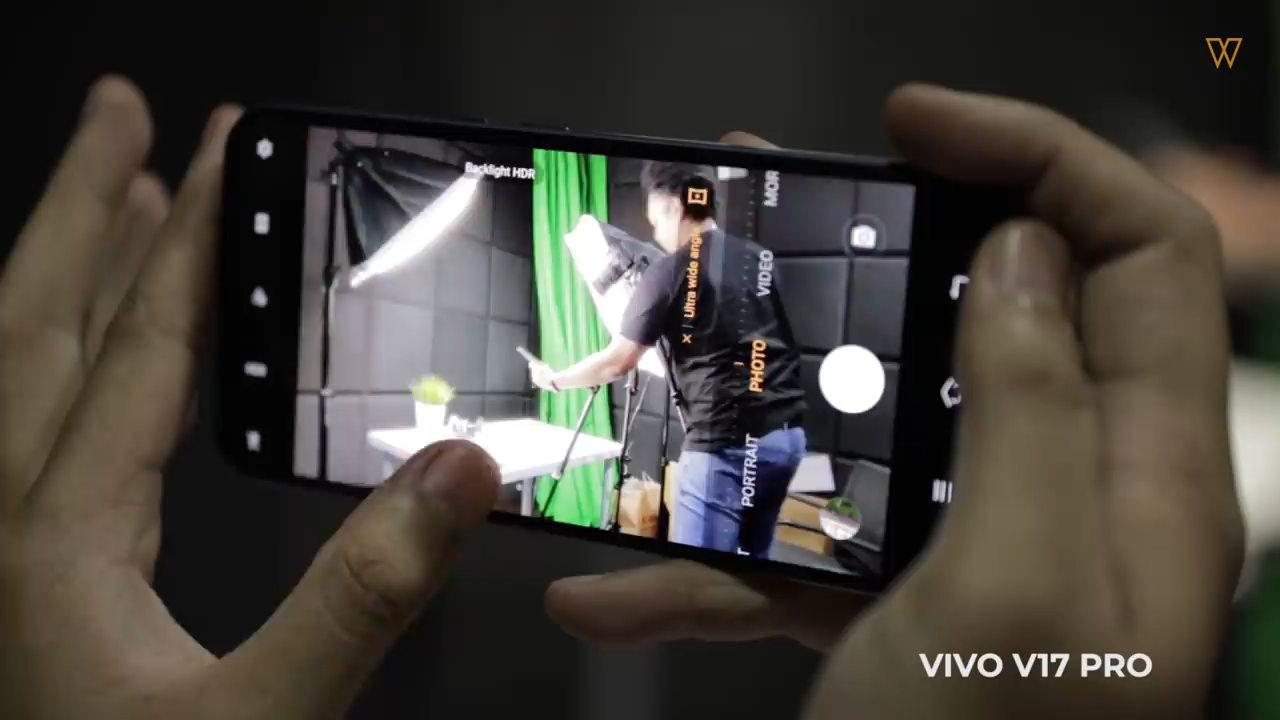 Backlight HDR
Ultra wide angle
MOR
VIDEO
PHOTO
PORTRAIT
VIVO V17 PRO